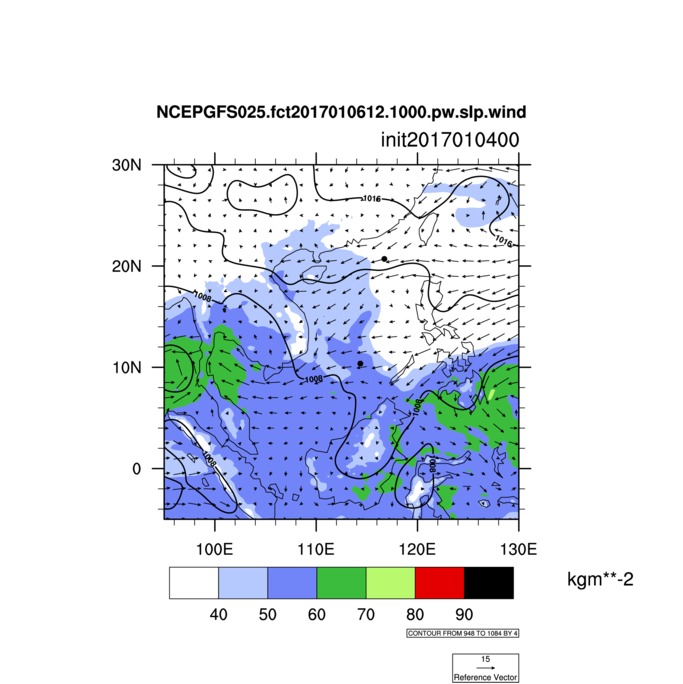 NCEPGFS025.fct2017010612.1000.pw.slp.wind
init2017010400
30N
1016
1016
20N
1008
10N
1008
1008
1008
1008
0
100E 110E 120E 130E
kgm**-2
40 50 60 70 80 90
CONTOUR FROM 948 TO 1084 BY 4
15
Reference Vector